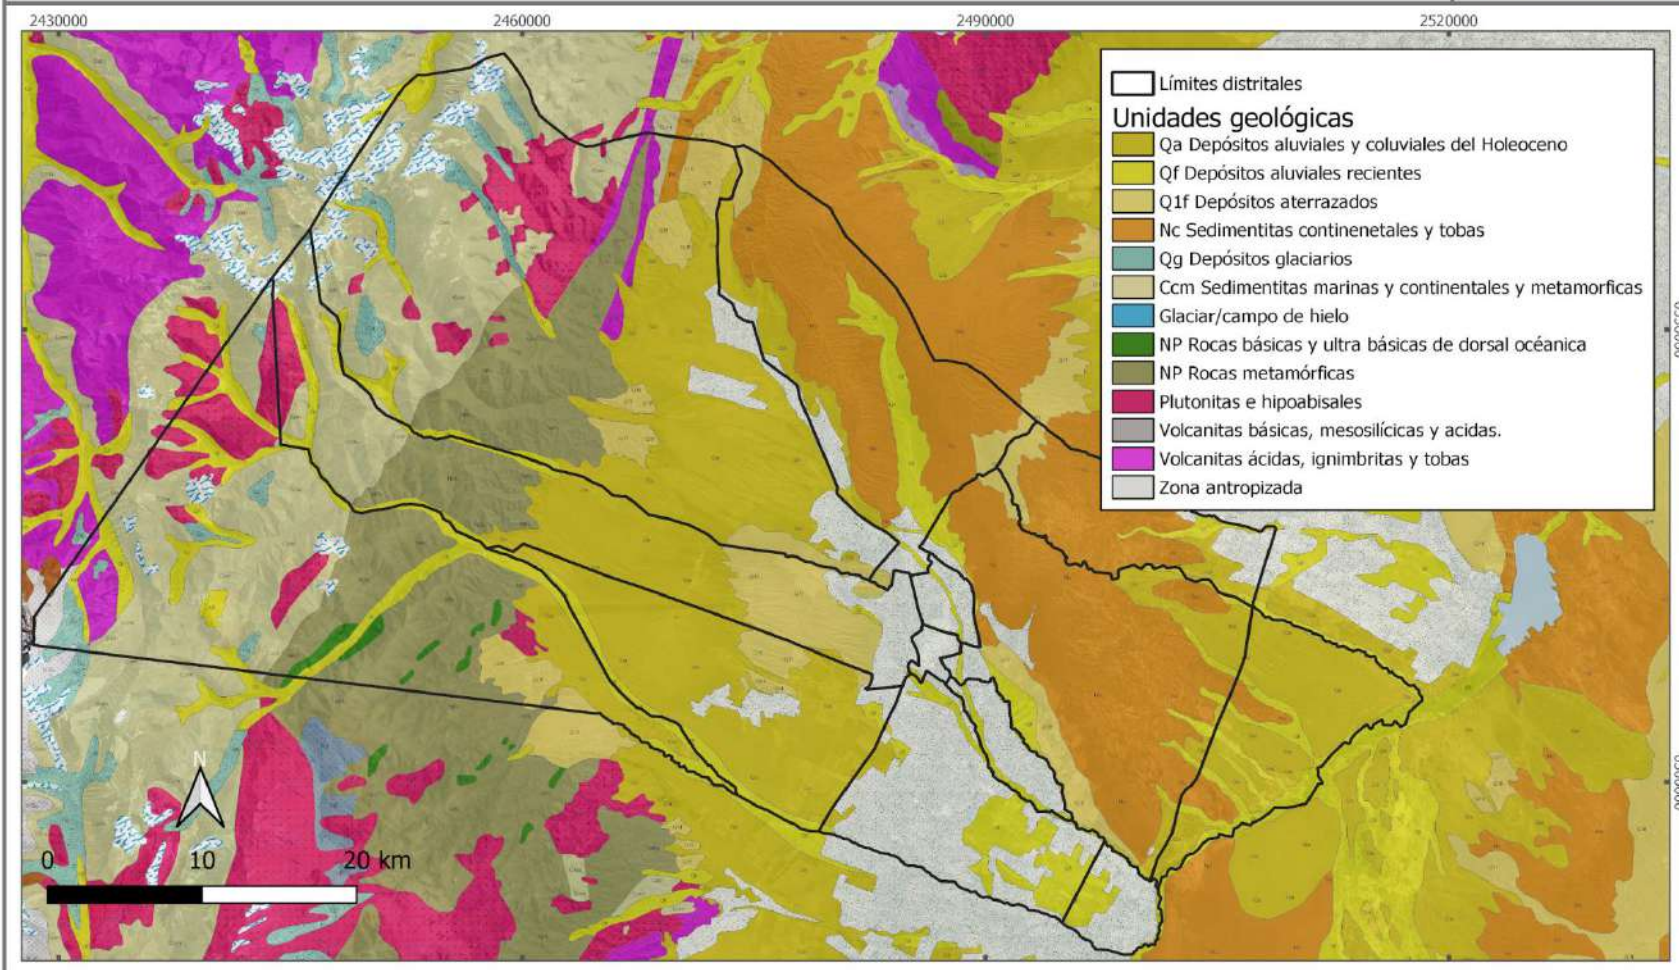 2430000 2460000 2490000 2520000
Límites distritales
Unidades geológicas
Qa Depósitos aluviales y coluviales del Holeoceno
Qf Depósitos aluviales recientes
Q1f Depósitos aterrazados
Nc Sedimentitas continenetales y tobas
Qg Depósitos glaciarios
Ccm Sedimentitas marinas y continentales y metamorficas
Glaciar/campo de hielo
NP Rocas básicas y ultra básicas de dorsal océanica
NP Rocas metamórficas
Plutonitas e hipoabisales
Volcanitas básicas, mesosilícicas y acidas.
Volcanitas ácidas, ignimbritas y tobas
Zona antropizada
N
0 10 20 km